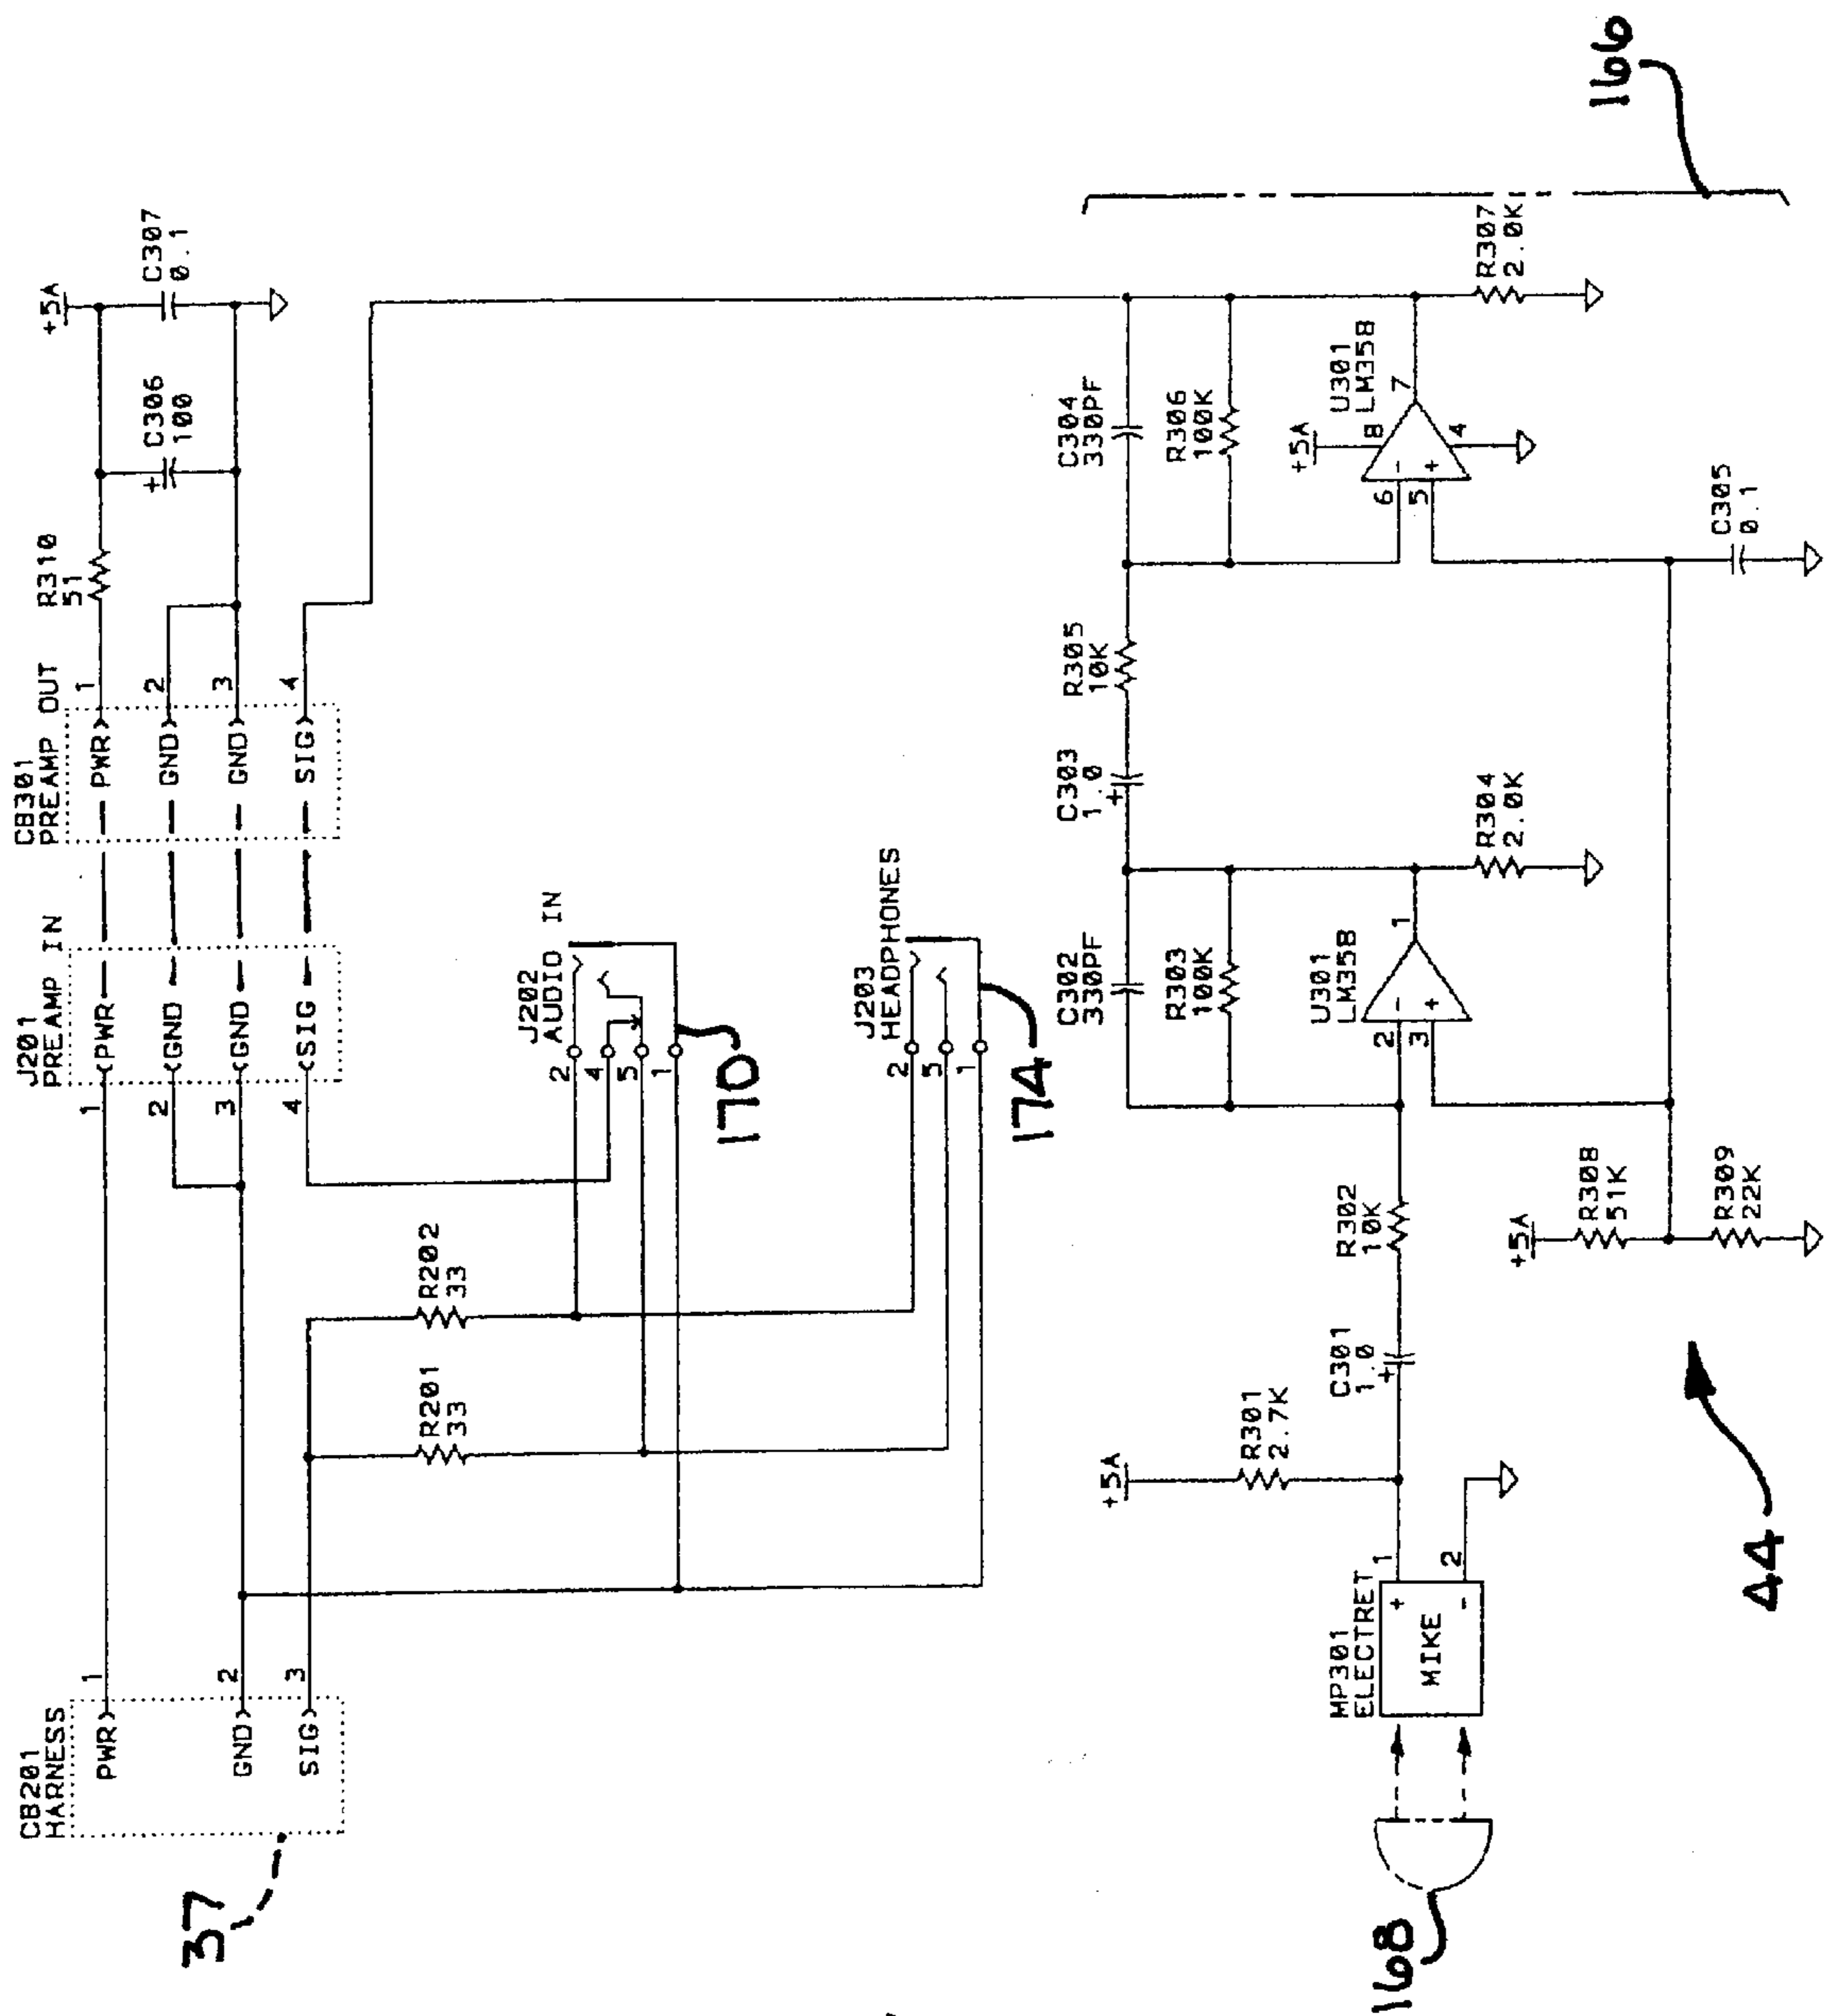 CB201
HARNESS
PWR
GND
SIG
1
2
3
37
J201
PREAMP IN
1
2
3
4
PWR
GND
GND
SIG
CB301
PREAMP OUT
PWR
GND
GND
SIG
1
2
3
4
R310
51
+5A
+
C306
100
C307
0.1
R201
33
R202
33
J202
AUDIO IN
2
4
5
1
170
J203
HEADPHONES
2
5
1
174
168
MP301
ELECTRET
+
MIKE
-
1
2
+5A
R301
2.7K
C301
1.0
+
R302
10K
C302
330PF
R303
100K
U301
LM358
2
-
3
+
1
R304
2.0K
C303
1.0
+
R305
10K
C304
330PF
R306
100K
U301
LM358
+5A
8
6
-
5
+
7
4
R307
2.0K
C305
0.1
+5A
R308
51K
R309
22K
44
166